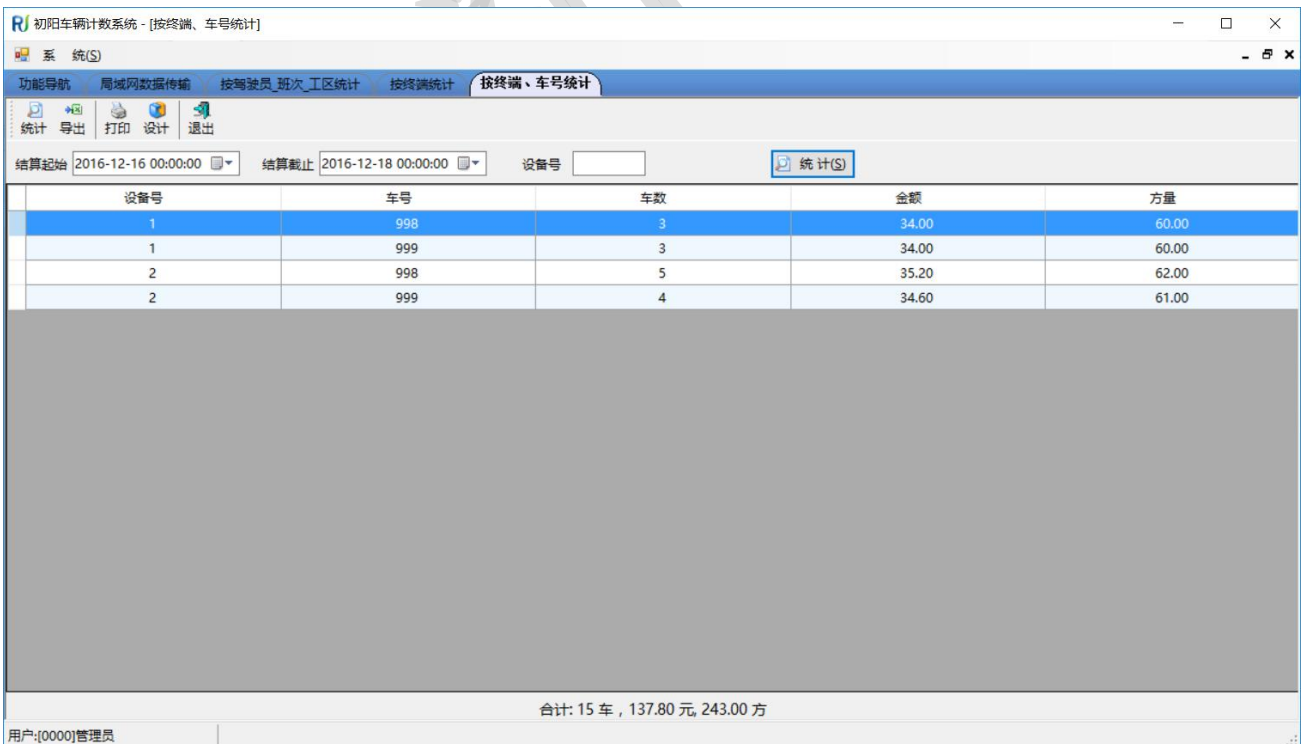 初阳车辆计数系统 - [按终端、车号统计]
系 统(S)
功能导航 局域网数据传输 按驾驶员_班次_工区统计 按终端统计 按终端、车号统计
统计 导出 打印 设计 退出
结算起始 2016-12-16 00:00:00 结算截止 2016-12-18 00:00:00 设备号 统 计(S)
设备号 车号 车数 金额 方量
1 998 3 34.00 60.00
1 999 3 34.00 60.00
2 998 5 35.20 62.00
2 999 4 34.60 61.00
合计: 15 车 , 137.80 元, 243.00 方
用户:[0000]管理员